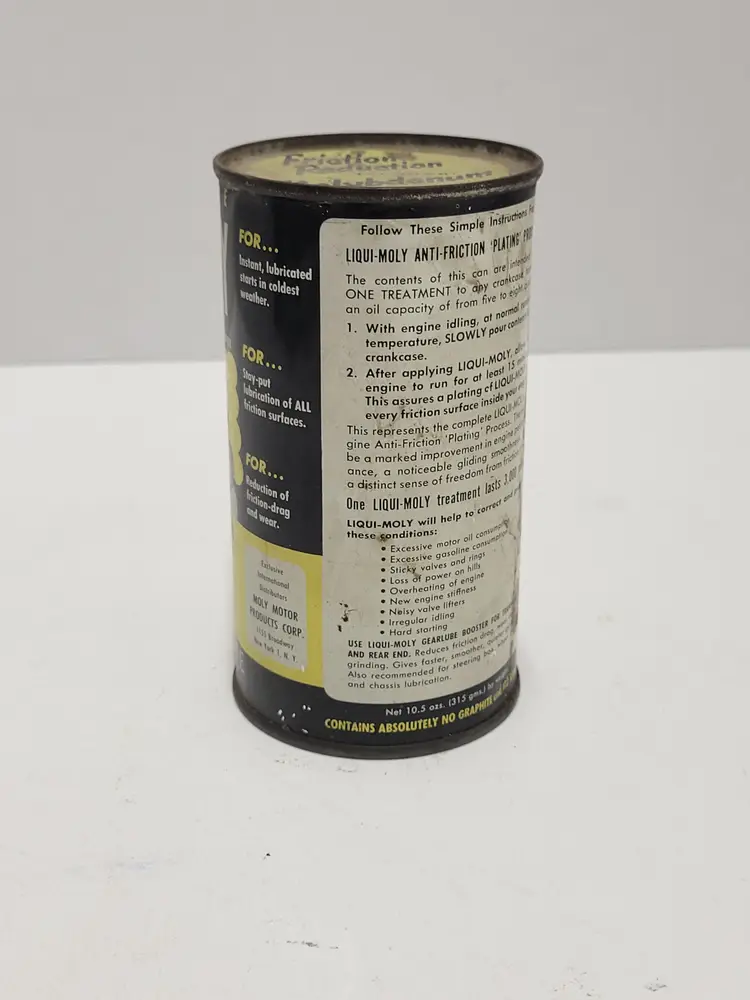 Friction
Reduction
FOR...
Instant, lubricated
starts in coldest
weather.
FOR...
Stay-put
lubrication of ALL
friction surfaces.
FOR...
Reduction of
friction-drag
and wear.
Exclusive
International
Distributors
MOLY MOTOR
PRODUCTS CORP.
Broadway
New York 1, N. Y.
Follow These Simple Instructions
LIQUI-MOLY ANTI-FRICTION 'PLATING'
The contents of this can are
ONE TREATMENT to any crankcase
an oil capacity of from five to eight
1. With engine idling, at normal
temperature, SLOWLY pour
crankcase.
2. After applying LIQUI-MOLY,
engine to run for at least 15
This assures a plating of LIQUI-MOLY
every friction surface inside your
This represents the complete LIQUI-MOLY
gine Anti-Friction 'Plating' Process.
be a marked improvement in engine
ance, a noticeable gliding
a distinct sense of freedom from friction
One LIQUI-MOLY treatment lasts 3,000
LIQUI-MOLY will help to correct and
these conditions:
• Excessive motor oil consumption
• Excessive gasoline consumption
• Sticky valves and rings
• Loss of power on hills
• Overheating of engine
• New engine stiffness
• Noisy valve lifters
• Irregular idling
• Hard starting
USE LIQUI-MOLY GEARLUBE BOOSTER FOR
AND REAR END. Reduces friction drag,
grinding. Gives faster, smoother,
Also recommended for steering box,
and chassis lubrication.
Net 10.5 ozs. (315 gms.) by
CONTAINS ABSOLUTELY NO GRAPHITE